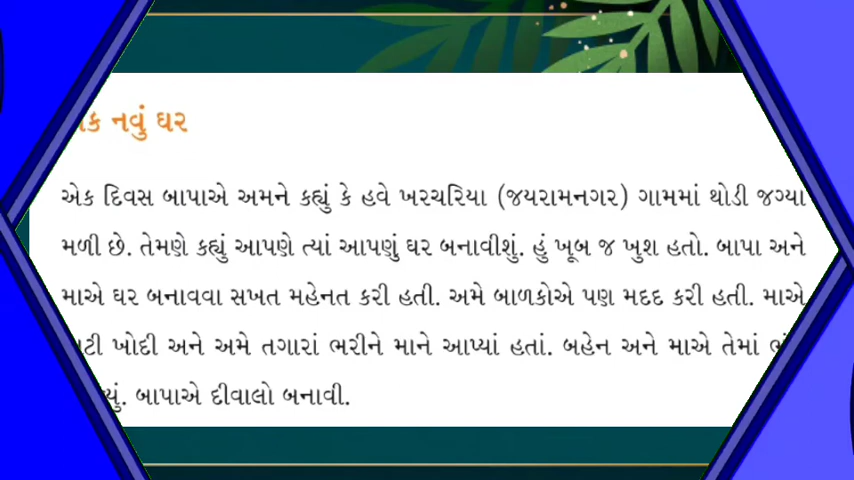 નવું ઘર
એક દિવસ બાપાએ અમને કહ્યું કે હવે ખરચરિયા (જયરામનગર) ગામમાં થોડી જગ્યા
મળી છે. તેમણે કહ્યું આપણે ત્યાં આપણું ઘર બનાવીશું. હું ખૂબ જ ખુશ હતો. બાપા અને
માએ ઘર બનાવવા સખત મહેનત કરી હતી. અમે બાળકોએ પણ મદદ કરી હતી. માએ
ખોદી અને અમે તગારાં ભરીને માને આપ્યાં હતાં. બહેન અને માએ તેમાં
બાપાએ દીવાલો બનાવી.